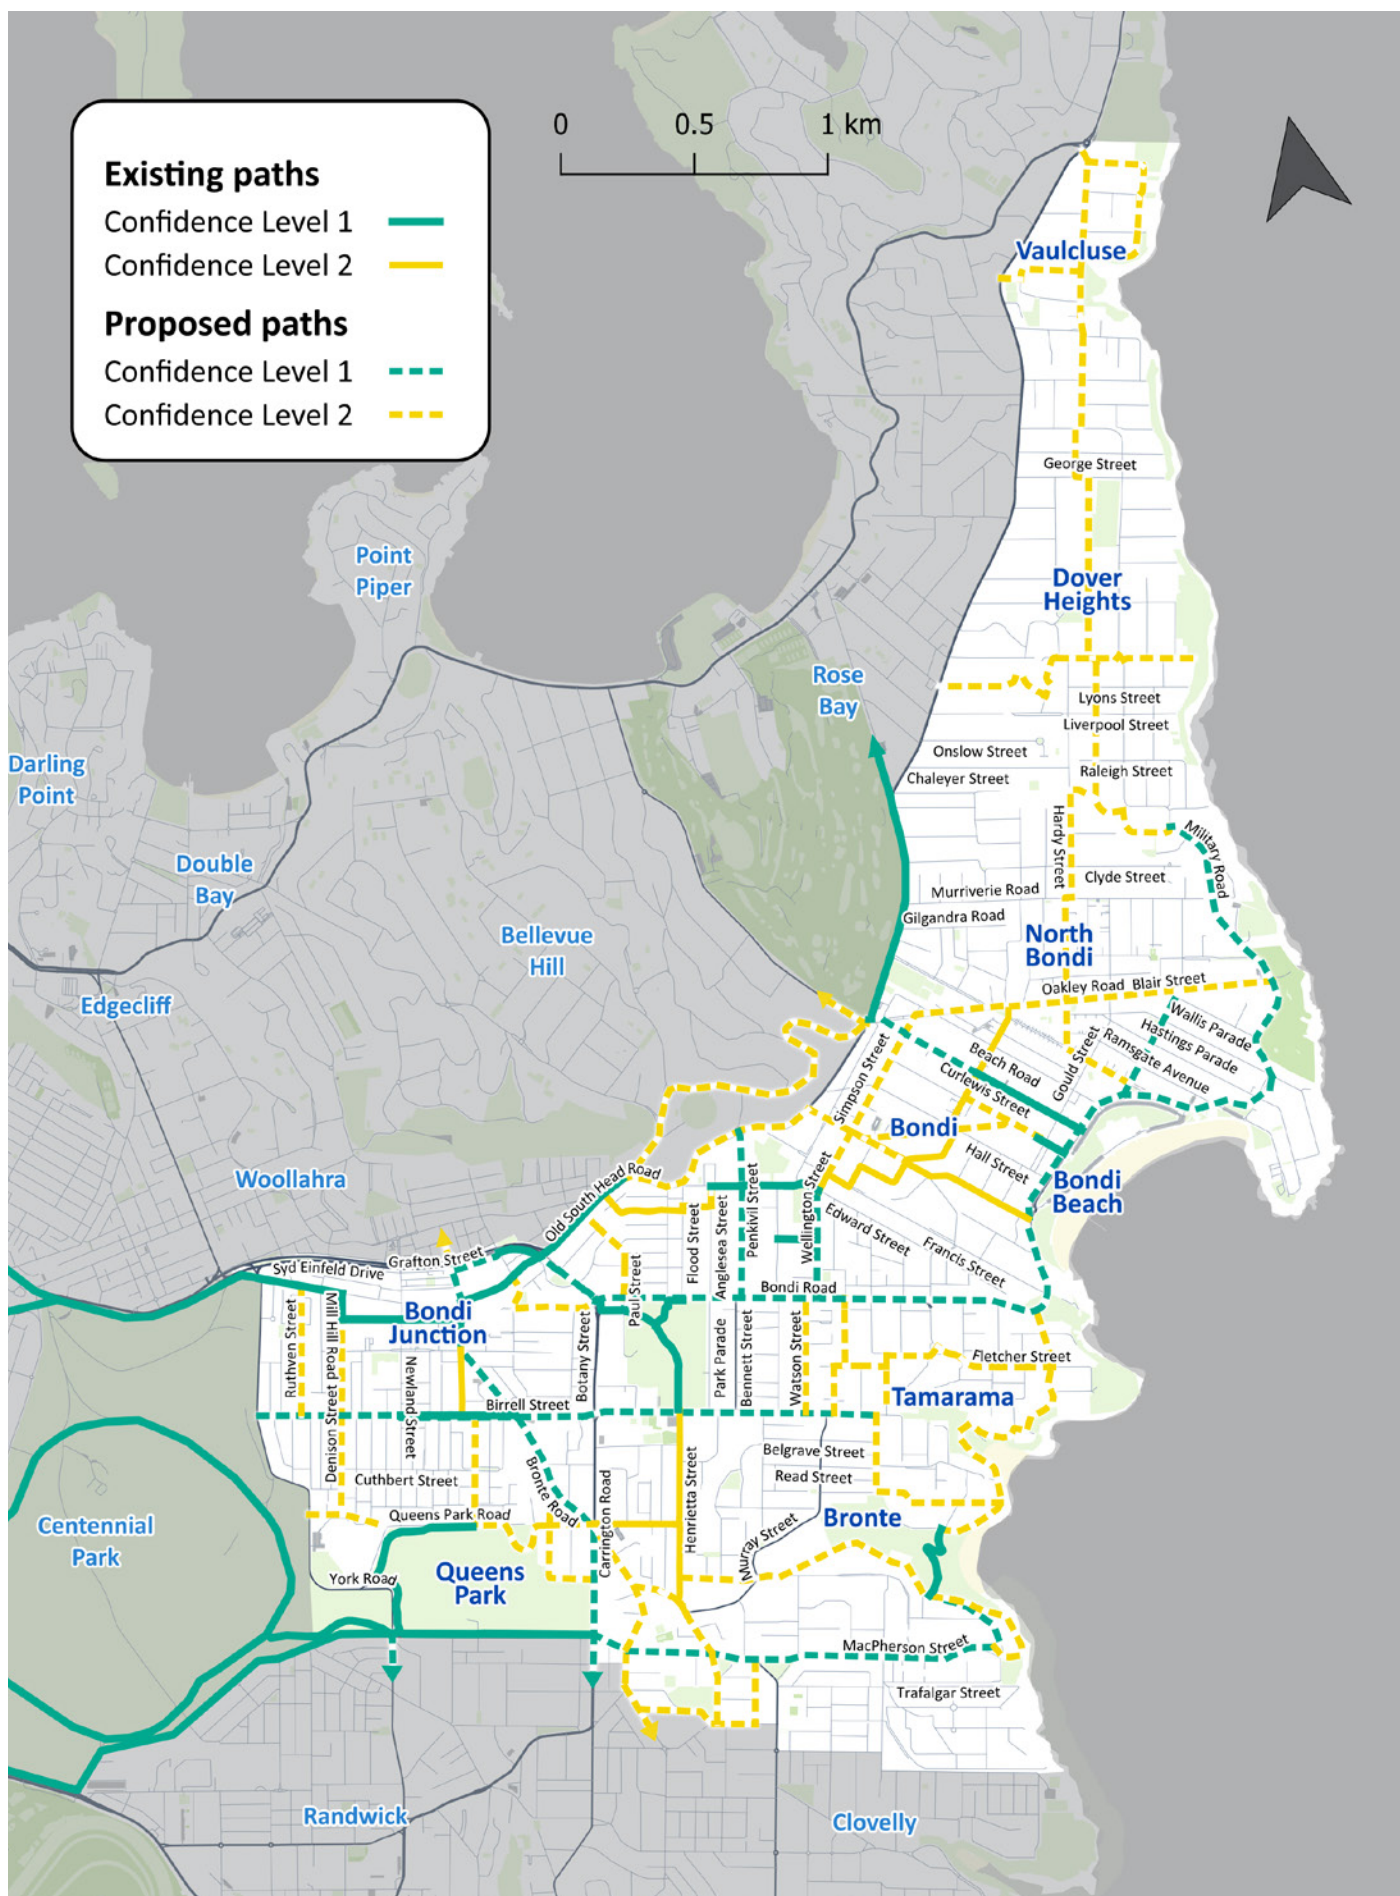 0 0.5 1 km
Existing paths
Confidence Level 1
Confidence Level 2
Proposed paths
Confidence Level 1
Confidence Level 2
Vaulcluse
George Street
Point
Piper
Dover
Heights
Rose
Bay
Lyons Street
Liverpool Street
Onslow Street
Raleigh Street
Chaleyer Street
Darling
Point
Hardy Street
Military Road
Double
Bay
Clyde Street
Murriverie Road
Gilgandra Road
Bellevue
Hill
North
Bondi
Oakley Road Blair Street
Edgecliff
Wallis Parade
Hastings Parade
Ramsgate Avenue
Gould Street
Beach Road
Curlewis Street
Simpson Street
Bondi
Hall Street
Woollahra
Old South Head Road
Bondi
Beach
Penkivil Street
Wellington Street
Flood Street
Anglesea Street
Edward Street
Francis Street
Grafton Street
Syd Einfeld Drive
Bondi Road
Paul Street
Bondi
Junction
Ruthven Street
Mill Hill Road
Denison Street
Newland Street
Botany Street
Park Parade
Bennett Street
Watson Street
Fletcher Street
Tamarama
Birrell Street
Belgrave Street
Read Street
Cuthbert Street
Bronte Road
Carrington Road
Henrietta Street
Queens Park Road
Bronte
Centennial
Park
Murray Street
York Road
Queens
Park
MacPherson Street
Trafalgar Street
Randwick
Clovelly